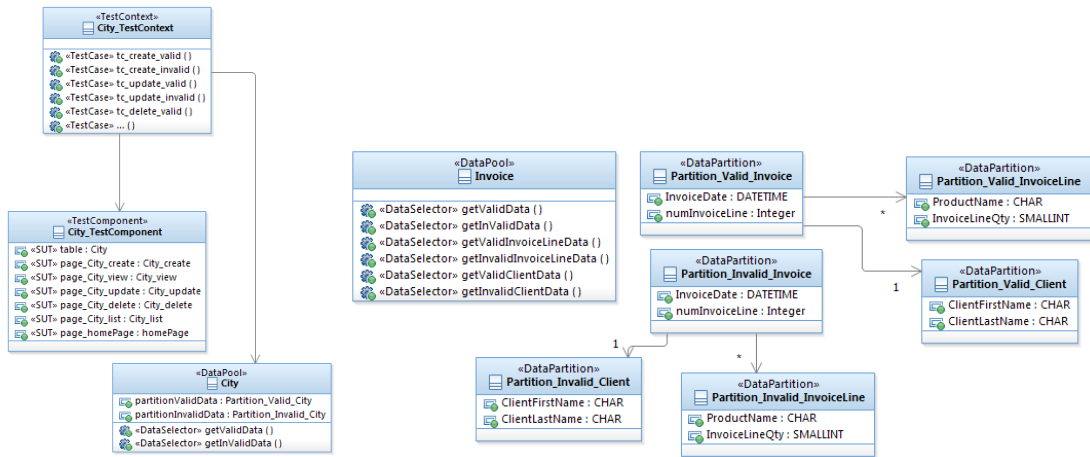 «TestContext»
City_TestContext
«TestCase» tc_create_valid ( )
«TestCase» tc_create_invalid ( )
«TestCase» tc_update_valid ( )
«TestCase» tc_update_invalid ( )
«TestCase» tc_delete_valid ( )
«TestCase» ... ( )
«TestComponent»
City_TestComponent
«SUT» table : City
«SUT» page_City_create : City_create
«SUT» page_City_view : City_view
«SUT» page_City_update : City_update
«SUT» page_City_delete : City_delete
«SUT» page_City_list : City_list
«SUT» page_homePage : homePage
«DataPool»
City
partitionValidData : Partition_Valid_City
partitionInvalidData : Partition_Invalid_City
«DataSelector» getValidData ( )
«DataSelector» getInValidData ( )
«DataPool»
Invoice
«DataSelector» getValidData ( )
«DataSelector» getInValidData ( )
«DataSelector» getValidInvoiceLineData ( )
«DataSelector» getInvalidInvoiceLineData ( )
«DataSelector» getValidClientData ( )
«DataSelector» getInvalidClientData ( )
«DataPartition»
Partition_Valid_Invoice
InvoiceDate : DATETIME
numInvoiceLine : Integer
*
«DataPartition»
Partition_Valid_InvoiceLine
ProductName : CHAR
InvoiceLineQty : SMALLINT
1
«DataPartition»
Partition_Valid_Client
ClientFirstName : CHAR
ClientLastName : CHAR
«DataPartition»
Partition_Invalid_Invoice
InvoiceDate : DATETIME
numInvoiceLine : Integer
1
*
«DataPartition»
Partition_Invalid_Client
ClientFirstName : CHAR
ClientLastName : CHAR
«DataPartition»
Partition_Invalid_InvoiceLine
ProductName : CHAR
InvoiceLineQty : SMALLINT